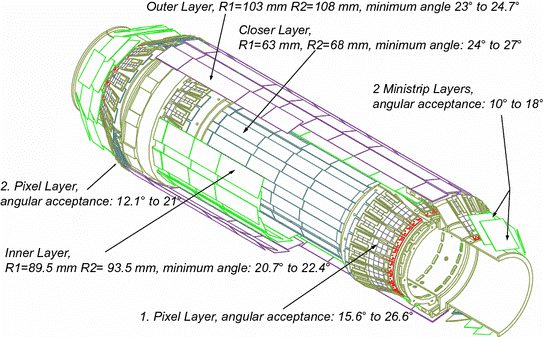 Outer Layer, R1=103 mm R2=108 mm, minimum angle 23° to 24.7°
Closer Layer,
R1=63 mm, R2=68 mm, minimum angle: 24° to 27°
2 Ministrip Layers,
angular acceptance: 10° to 18°
2. Pixel Layer,
angular acceptance: 12.1° to 21°
Inner Layer,
R1=89.5 mm R2= 93.5 mm, minimum angle: 20.7° to 22.4°
1. Pixel Layer, angular acceptance: 15.6° to 26.6°